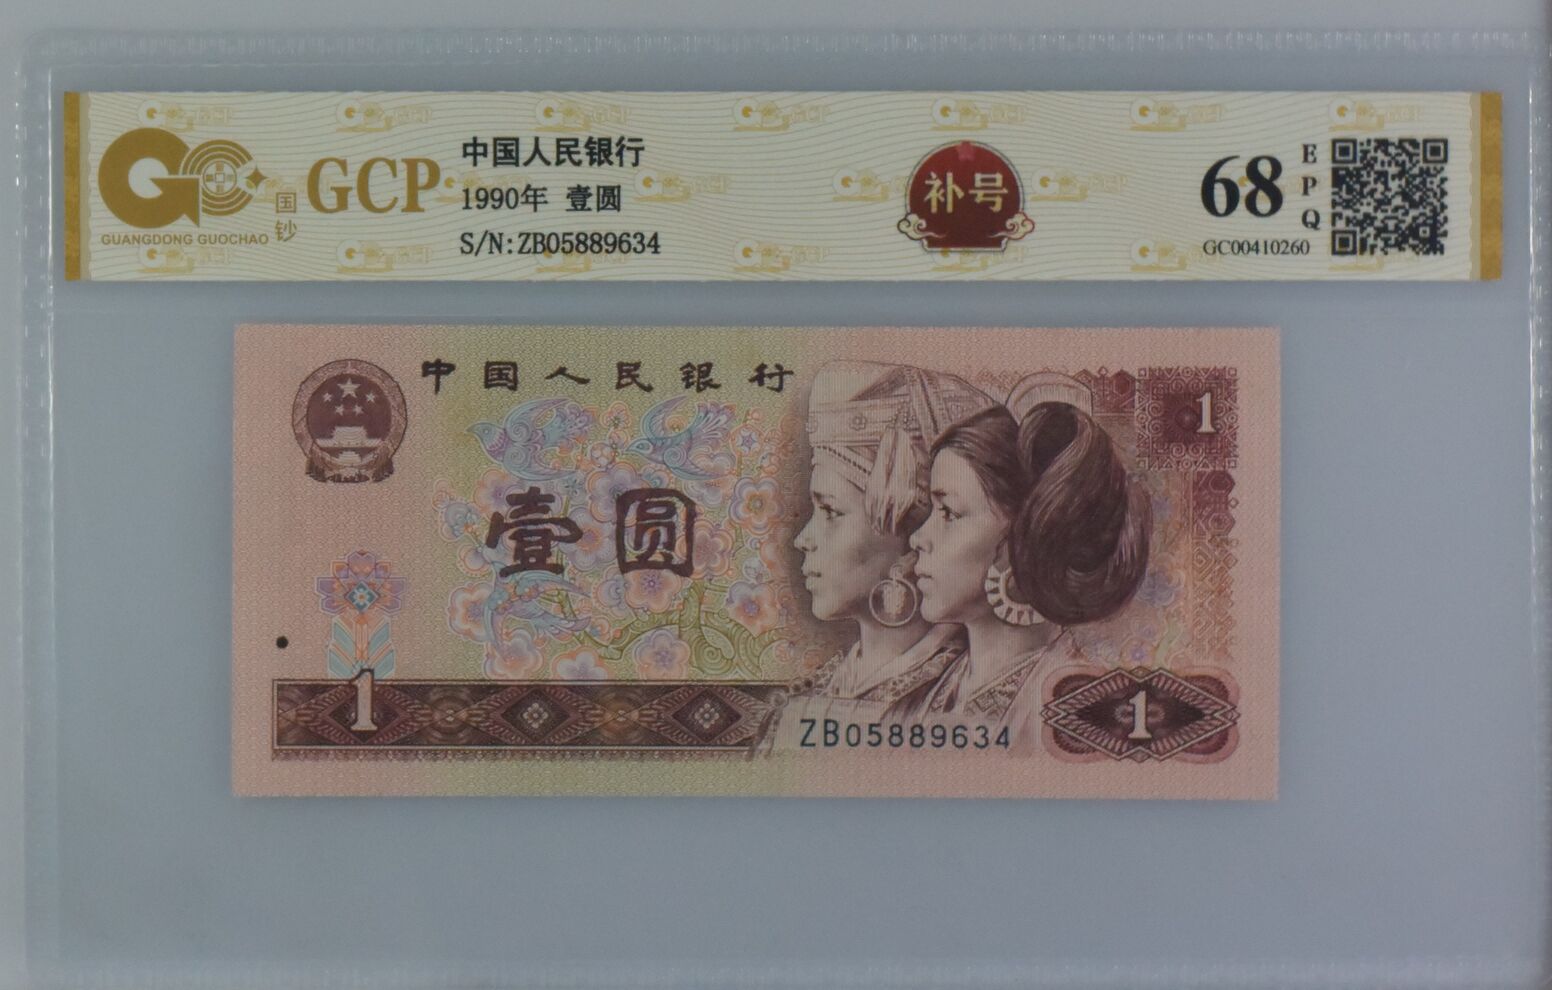 GCP
国钞
GUANGDONG GUOCHAO
中国人民银行
1990年 壹圆
S/N:ZB05889634
补号
68
EPQ
GC00410260
中国人民银行
1
壹圆
1
ZB05889634
1